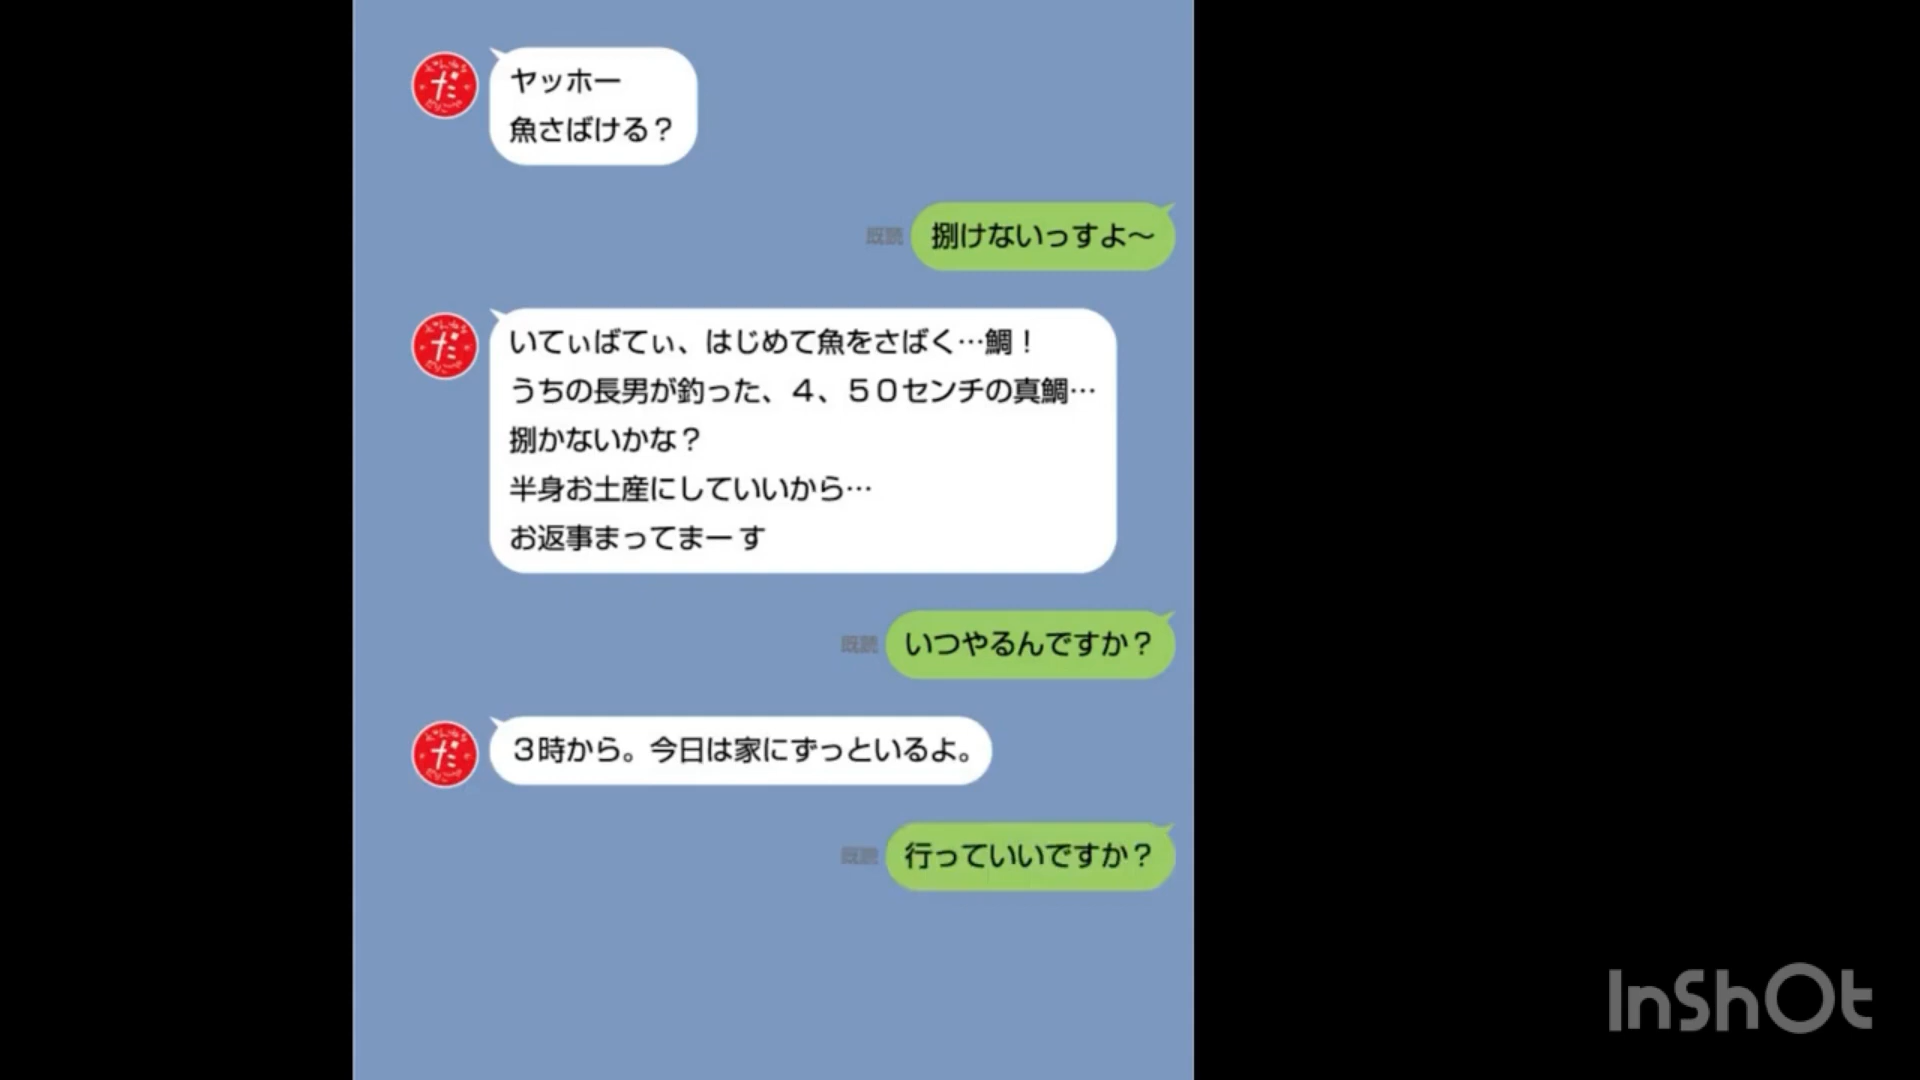 ヤッホー
魚さばける？
既読
捌けないっすよ～
いてぃばてぃ、はじめて魚をさばく…鯛！
うちの長男が釣った、４、５０センチの真鯛…
捌かないかな？
半身お土産にしていいから…
お返事まってまーす
既読
いつやるんですか？
３時から。今日は家にずっといるよ。
既読
行っていいですか？
だ
だ
だ
InShOt